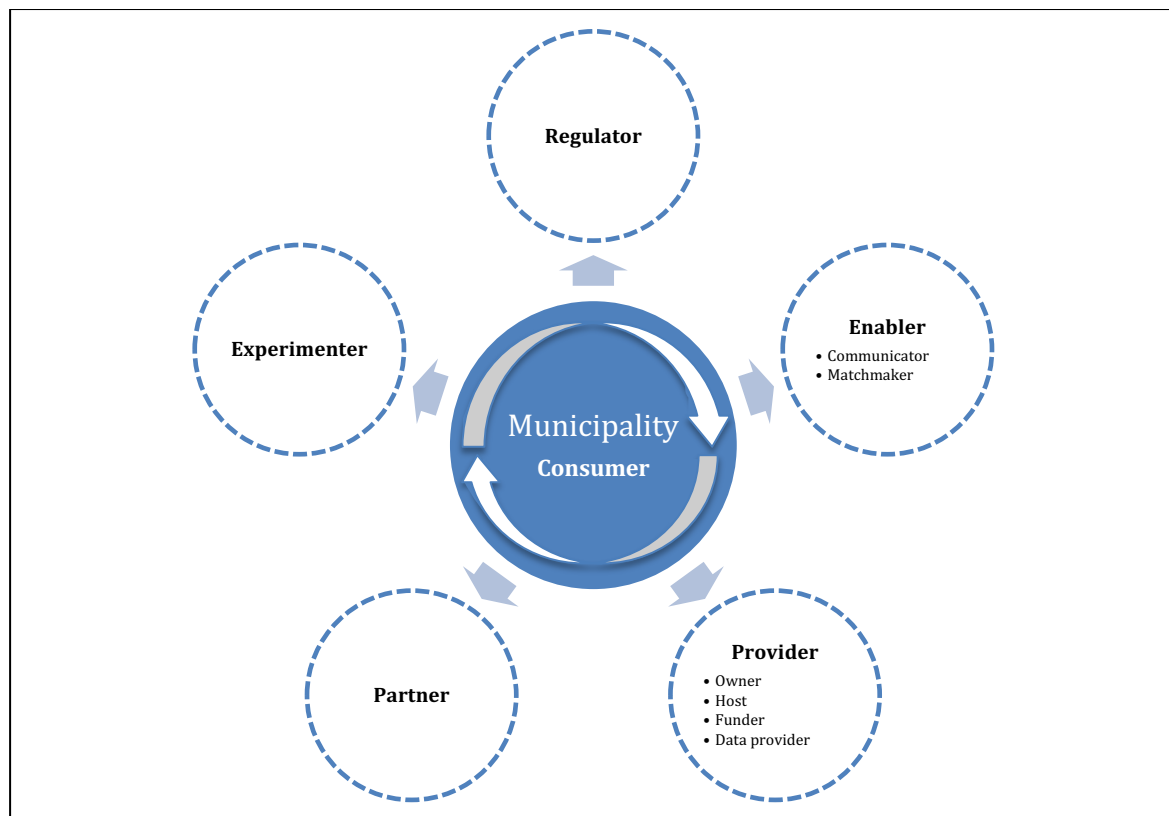 Regulator
Enabler
• Communicator
• Matchmaker
Experimenter
Municipality
Consumer
Provider
• Owner
• Host
• Funder
• Data provider
Partner